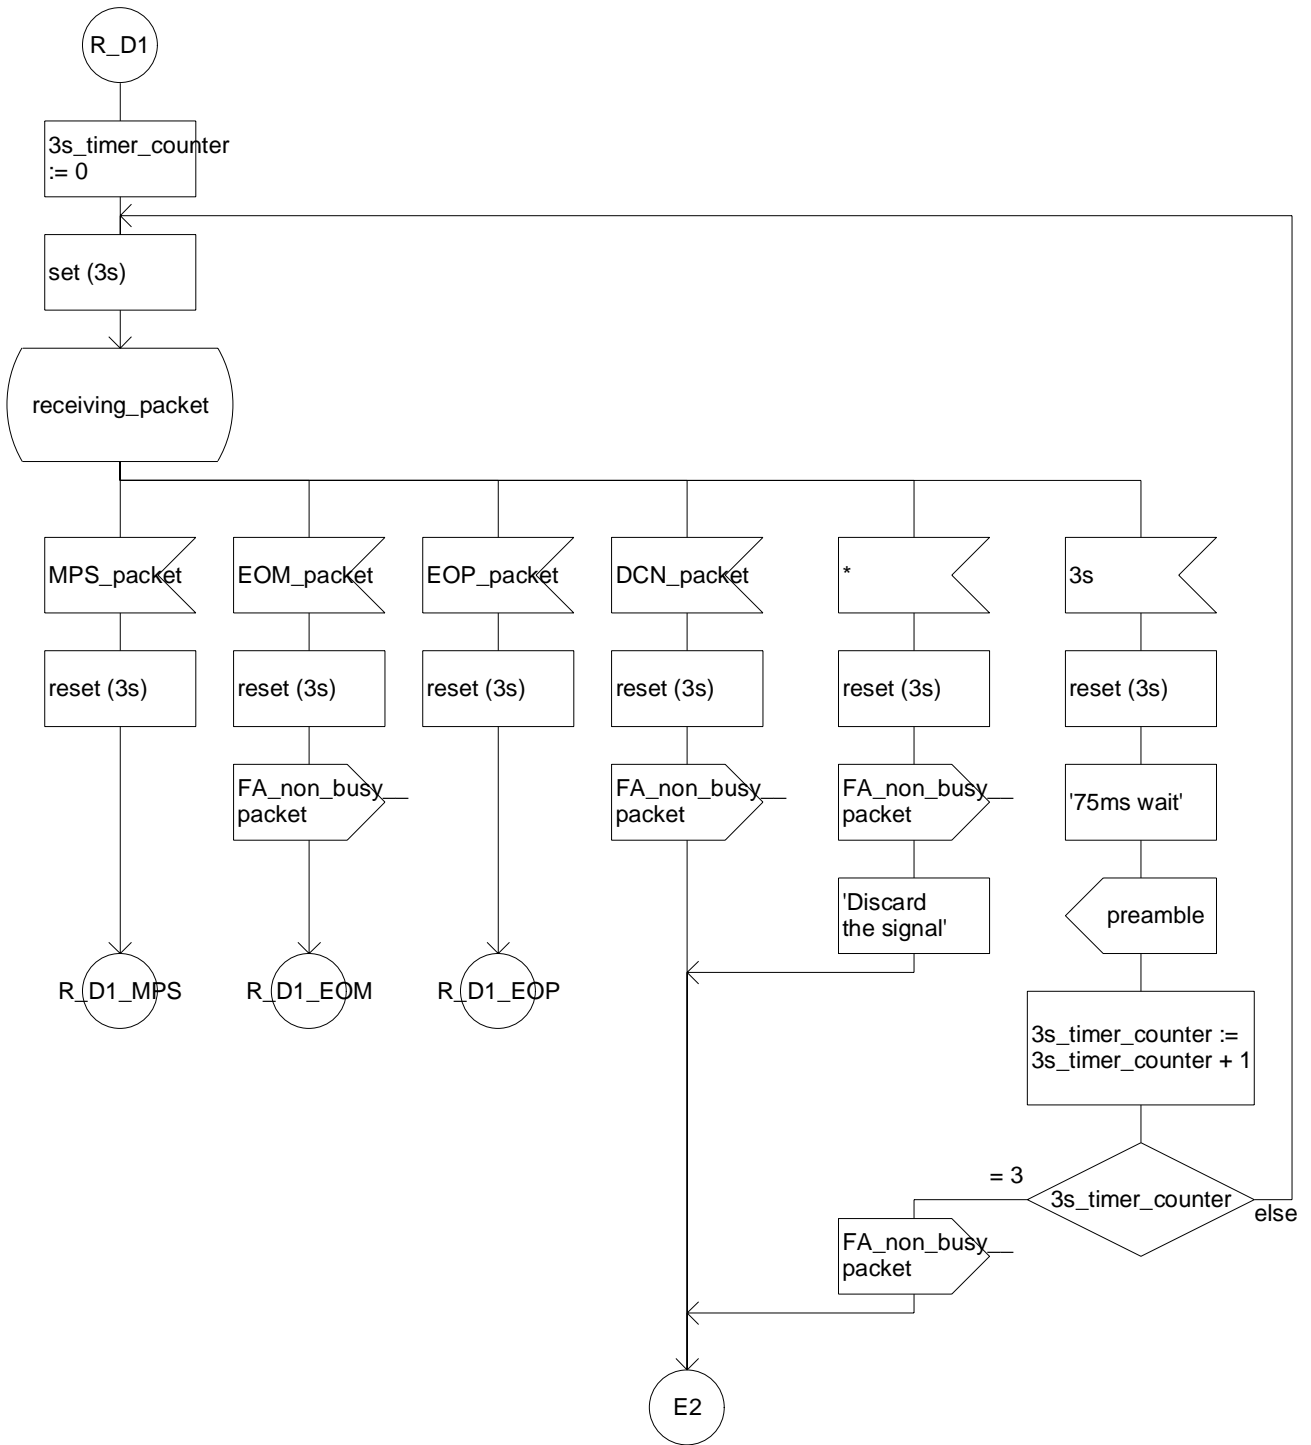 R_D1
3s_timer_counter
:= 0
set (3s)
receiving_packet
MPS_packet
EOM_packet
EOP_packet
DCN_packet
*
3s
reset (3s)
reset (3s)
reset (3s)
reset (3s)
reset (3s)
reset (3s)
FA_non_busy__
packet
FA_non_busy__
packet
FA_non_busy__
packet
'75ms wait'
'Discard
the signal'
preamble
R_D1_MPS
R_D1_EOM
R_D1_EOP
3s_timer_counter :=
3s_timer_counter + 1
= 3
3s_timer_counter
else
FA_non_busy__
packet
E2